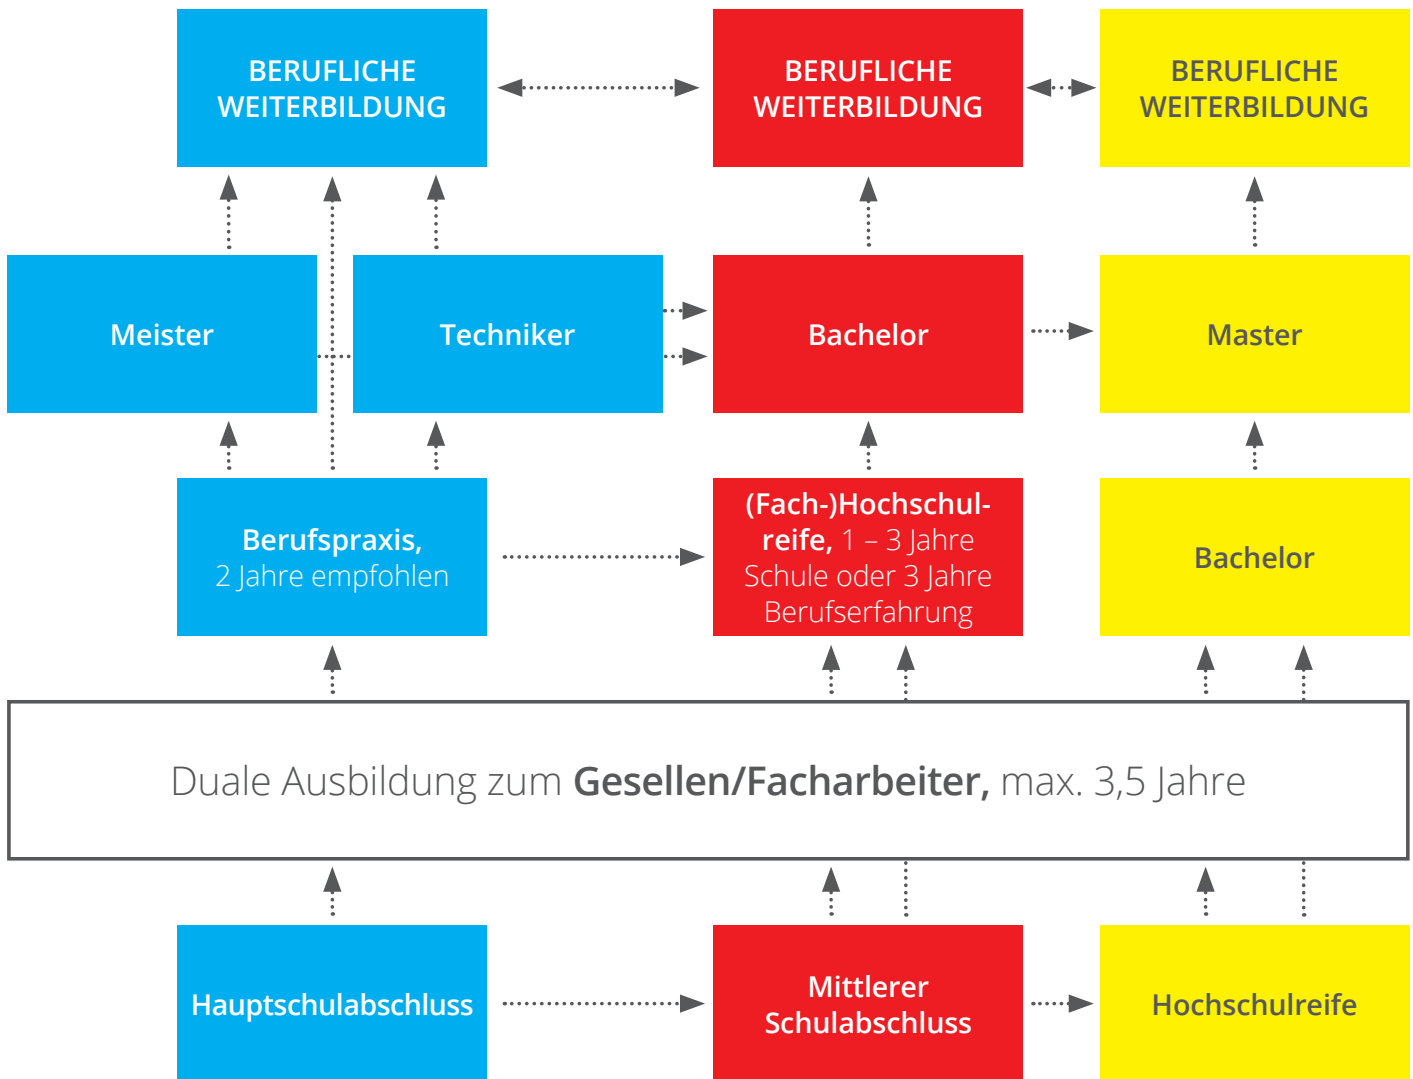 BERUFLICHE
WEITERBILDUNG
BERUFLICHE
WEITERBILDUNG
BERUFLICHE
WEITERBILDUNG
Meister
Techniker
Bachelor
Master
Berufspraxis,
2 Jahre empfohlen
(Fach-)Hochschul-
reife, 1 – 3 Jahre
Schule oder 3 Jahre
Berufserfahrung
Bachelor
Duale Ausbildung zum Gesellen/Facharbeiter, max. 3,5 Jahre
Hauptschulabschluss
Mittlerer
Schulabschluss
Hochschulreife